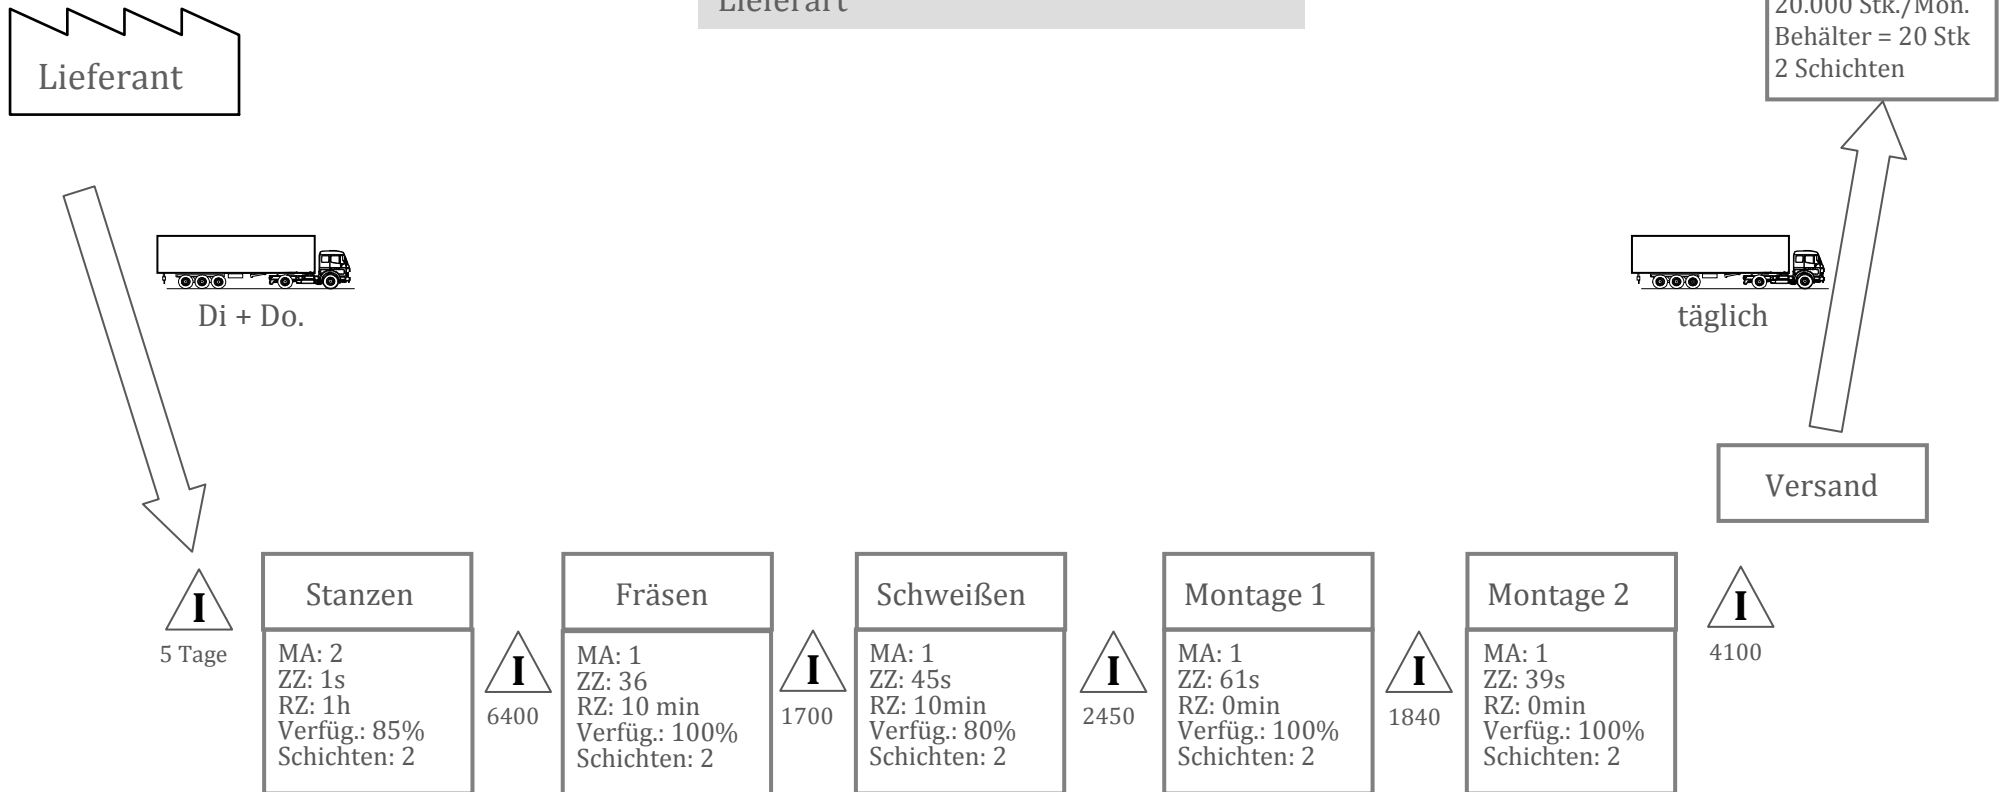 Lieferart
20.000 Stk./Mon.
Behälter = 20 Stk
2 Schichten
Lieferant
Di + Do.
täglich
Versand
I
5 Tage
Stanzen
MA: 2
ZZ: 1s
RZ: 1h
Verfüg.: 85%
Schichten: 2
I
6400
Fräsen
MA: 1
ZZ: 36
RZ: 10 min
Verfüg.: 100%
Schichten: 2
I
1700
Schweißen
MA: 1
ZZ: 45s
RZ: 10min
Verfüg.: 80%
Schichten: 2
I
2450
Montage 1
MA: 1
ZZ: 61s
RZ: 0min
Verfüg.: 100%
Schichten: 2
I
1840
Montage 2
MA: 1
ZZ: 39s
RZ: 0min
Verfüg.: 100%
Schichten: 2
I
4100